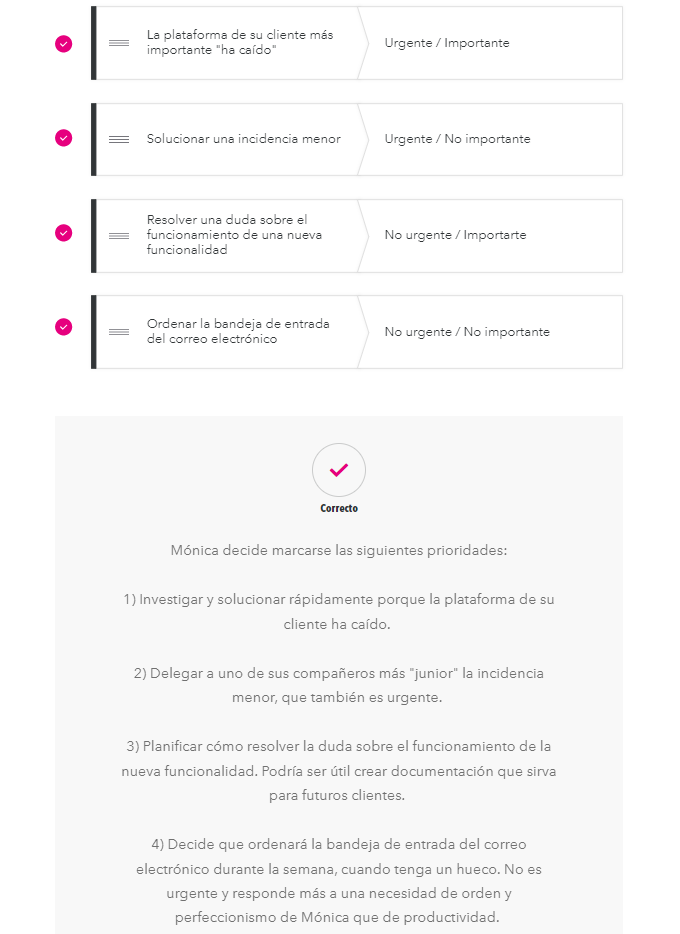 La plataforma de su cliente más
importante "ha caído"
Urgente / Importante
Solucionar una incidencia menor
Urgente / No importante
Resolver una duda sobre el
funcionamiento de una nueva
funcionalidad
No urgente / Importarte
Ordenar la bandeja de entrada
del correo electrónico
No urgente / No importante
Correcto
Mónica decide marcarse las siguientes prioridades:
1) Investigar y solucionar rápidamente porque la plataforma de su
cliente ha caído.
2) Delegar a uno de sus compañeros más "junior" la incidencia
menor, que también es urgente.
3) Planificar cómo resolver la duda sobre el funcionamiento de la
nueva funcionalidad. Podría ser útil crear documentación que sirva
para futuros clientes.
4) Decide que ordenará la bandeja de entrada del correo
electrónico durante la semana, cuando tenga un hueco. No es
urgente y responde más a una necesidad de orden y
perfeccionismo de Mónica que de productividad.